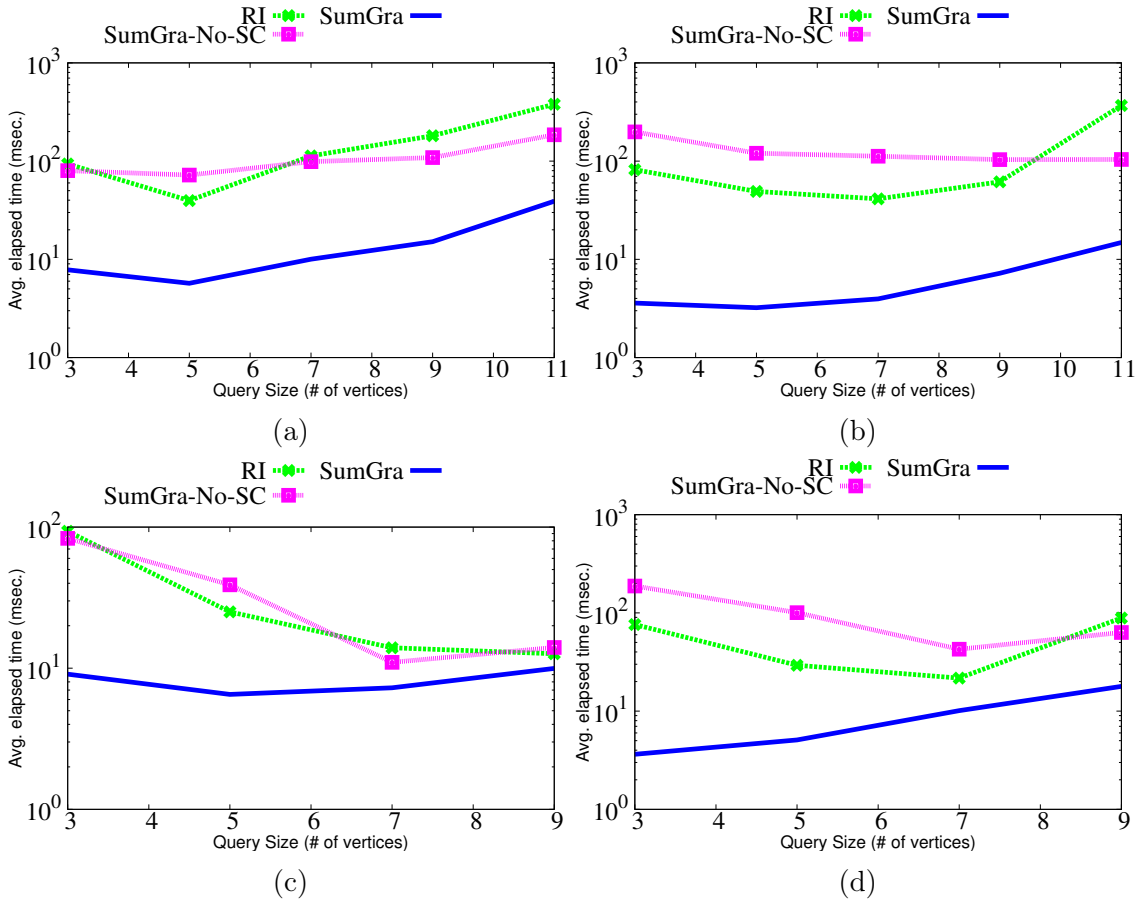 RI SumGra
SumGra-No-SC
10^3
10^2
10^1
10^0
Avg. elapsed time (msec.)
3 4 5 6 7 8 9 10 11
Query Size (# of vertices)
(a)
RI SumGra
SumGra-No-SC
10^3
10^2
10^1
10^0
Avg. elapsed time (msec.)
3 4 5 6 7 8 9 10 11
Query Size (# of vertices)
(b)
RI SumGra
SumGra-No-SC
10^2
10^1
10^0
Avg. elapsed time (msec.)
3 4 5 6 7 8 9
Query Size (# of vertices)
(c)
RI SumGra
SumGra-No-SC
10^3
10^2
10^1
10^0
Avg. elapsed time (msec.)
3 4 5 6 7 8 9
Query Size (# of vertices)
(d)